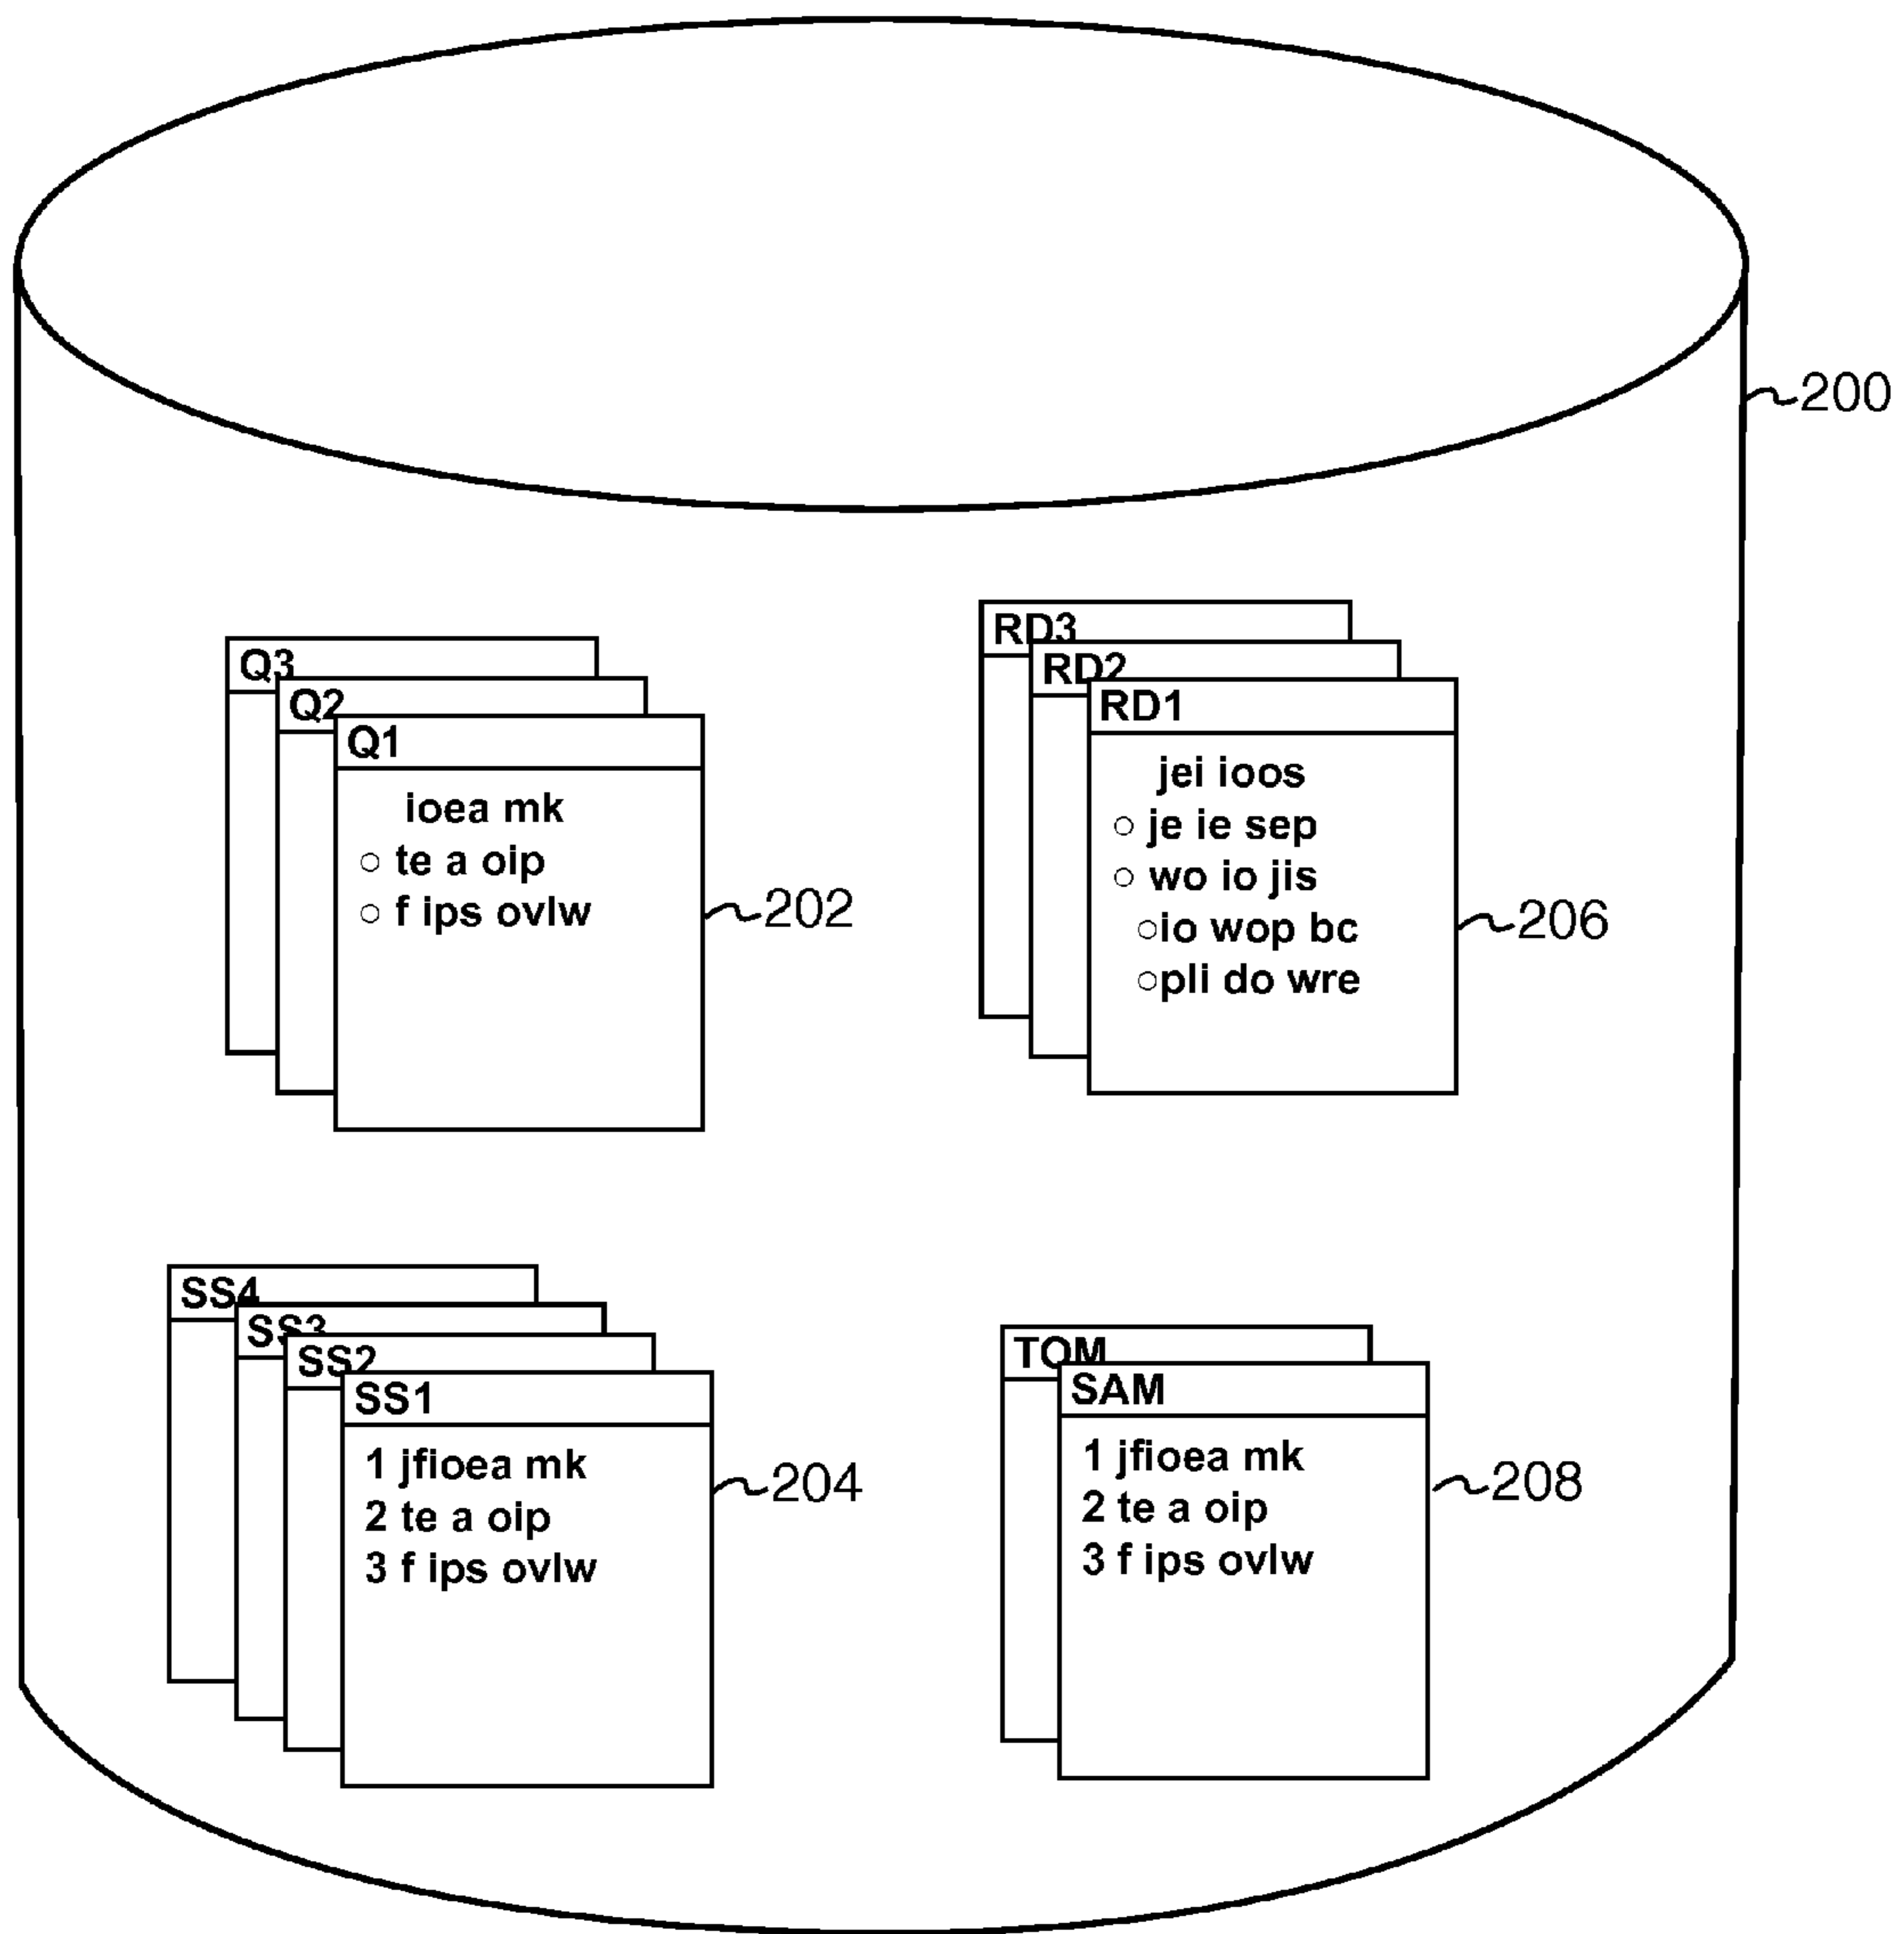 200
Q3
Q2
Q1
ioea mk
○ te a oip
○ f ips ovlw
202
RD3
RD2
RD1
jei ioos
○ je ie sep
○ wo io jis
○io wop bc
○pli do wre
206
SS4
SS3
SS2
SS1
1 jfioea mk
2 te a oip
3 f ips ovlw
204
TOM
SAM
1 jfioea mk
2 te a oip
3 f ips ovlw
208